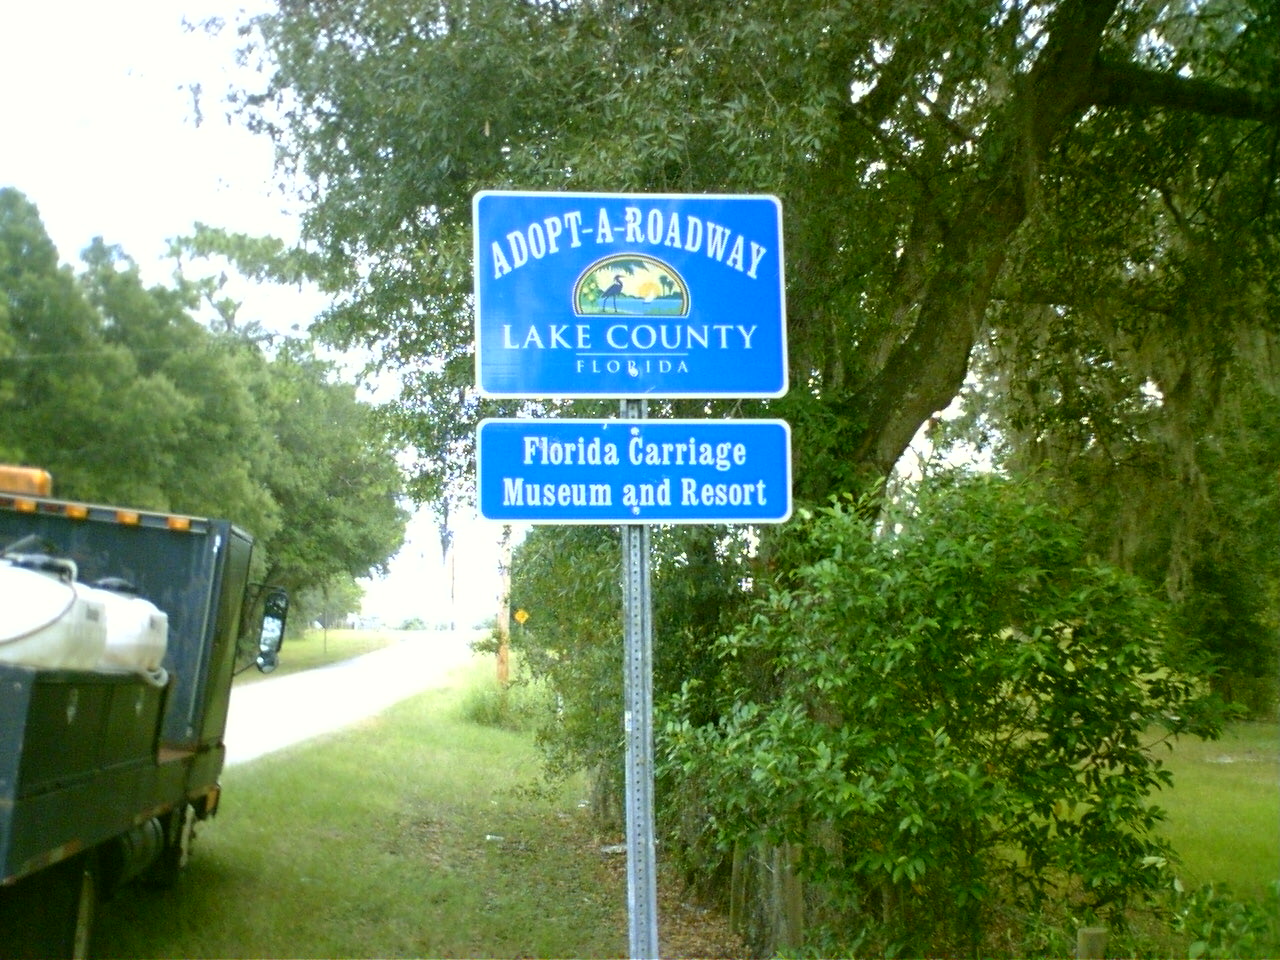 ADOPT-A-ROADWAY
LAKE COUNTY
FLORIDA
Florida Carriage
Museum and Resort